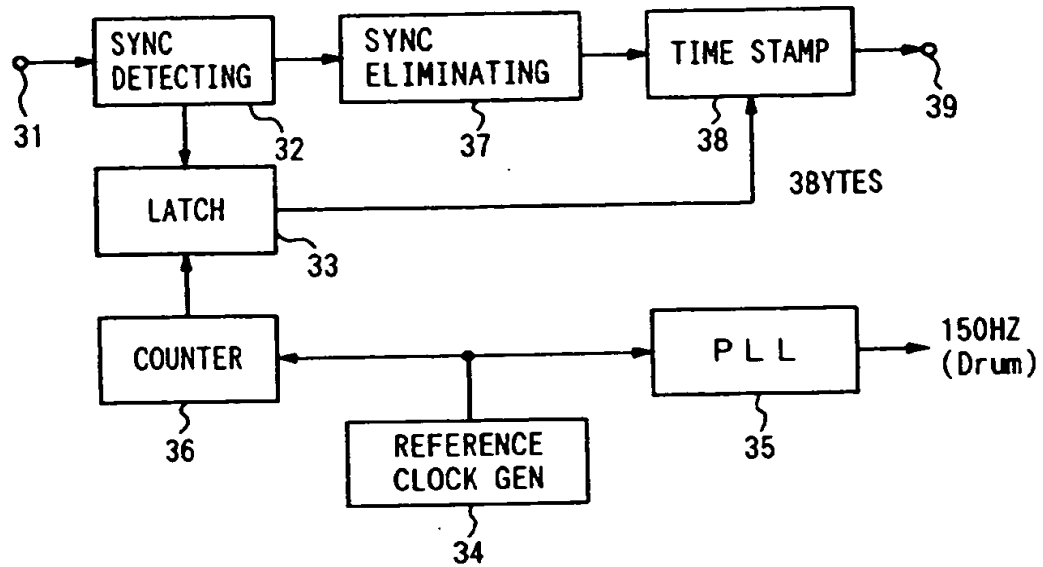 SYNC
DETECTING
SYNC
ELIMINATING
TIME STAMP
31
32
37
38
39
LATCH
3BYTES
33
COUNTER
PLL
150HZ
(Drum)
36
35
REFERENCE
CLOCK GEN
34